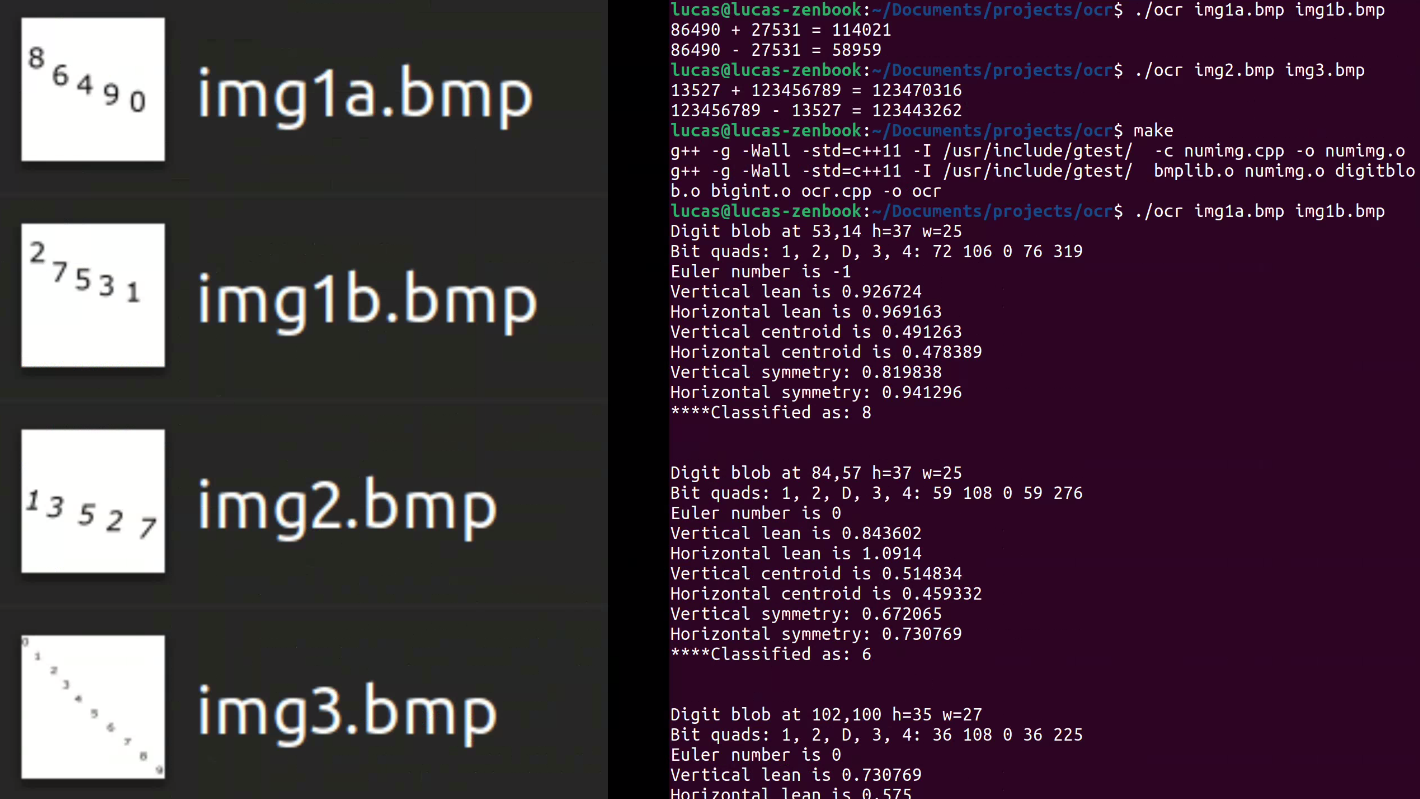 8 6 4 9 0
img1a.bmp
2 7 5 3 1
img1b.bmp
1 3 5 2 7
img2.bmp
0 1 2 3 4 5 6 7 8 9
img3.bmp
lucas@lucas-zenbook:~/Documents/projects/ocr$ ./ocr img1a.bmp img1b.bmp
86490 + 27531 = 114021
86490 - 27531 = 58959
lucas@lucas-zenbook:~/Documents/projects/ocr$ ./ocr img2.bmp img3.bmp
13527 + 123456789 = 123470316
123456789 - 13527 = 123443262
lucas@lucas-zenbook:~/Documents/projects/ocr$ make
g++ -g -Wall -std=c++11 -I /usr/include/gtest/  -c numimg.cpp -o numimg.o
g++ -g -Wall -std=c++11 -I /usr/include/gtest/  bmplib.o numimg.o digitblo
b.o bigint.o ocr.cpp -o ocr
lucas@lucas-zenbook:~/Documents/projects/ocr$ ./ocr img1a.bmp img1b.bmp
Digit blob at 53,14 h=37 w=25
Bit quads: 1, 2, D, 3, 4: 72 106 0 76 319
Euler number is -1
Vertical lean is 0.926724
Horizontal lean is 0.969163
Vertical centroid is 0.491263
Horizontal centroid is 0.478389
Vertical symmetry: 0.819838
Horizontal symmetry: 0.941296
****Classified as: 8
Digit blob at 84,57 h=37 w=25
Bit quads: 1, 2, D, 3, 4: 59 108 0 59 276
Euler number is 0
Vertical lean is 0.843602
Horizontal lean is 1.0914
Vertical centroid is 0.514834
Horizontal centroid is 0.459332
Vertical symmetry: 0.672065
Horizontal symmetry: 0.730769
****Classified as: 6
Digit blob at 102,100 h=35 w=27
Bit quads: 1, 2, D, 3, 4: 36 108 0 36 225
Euler number is 0
Vertical lean is 0.730769
Horizontal lean is 0.575